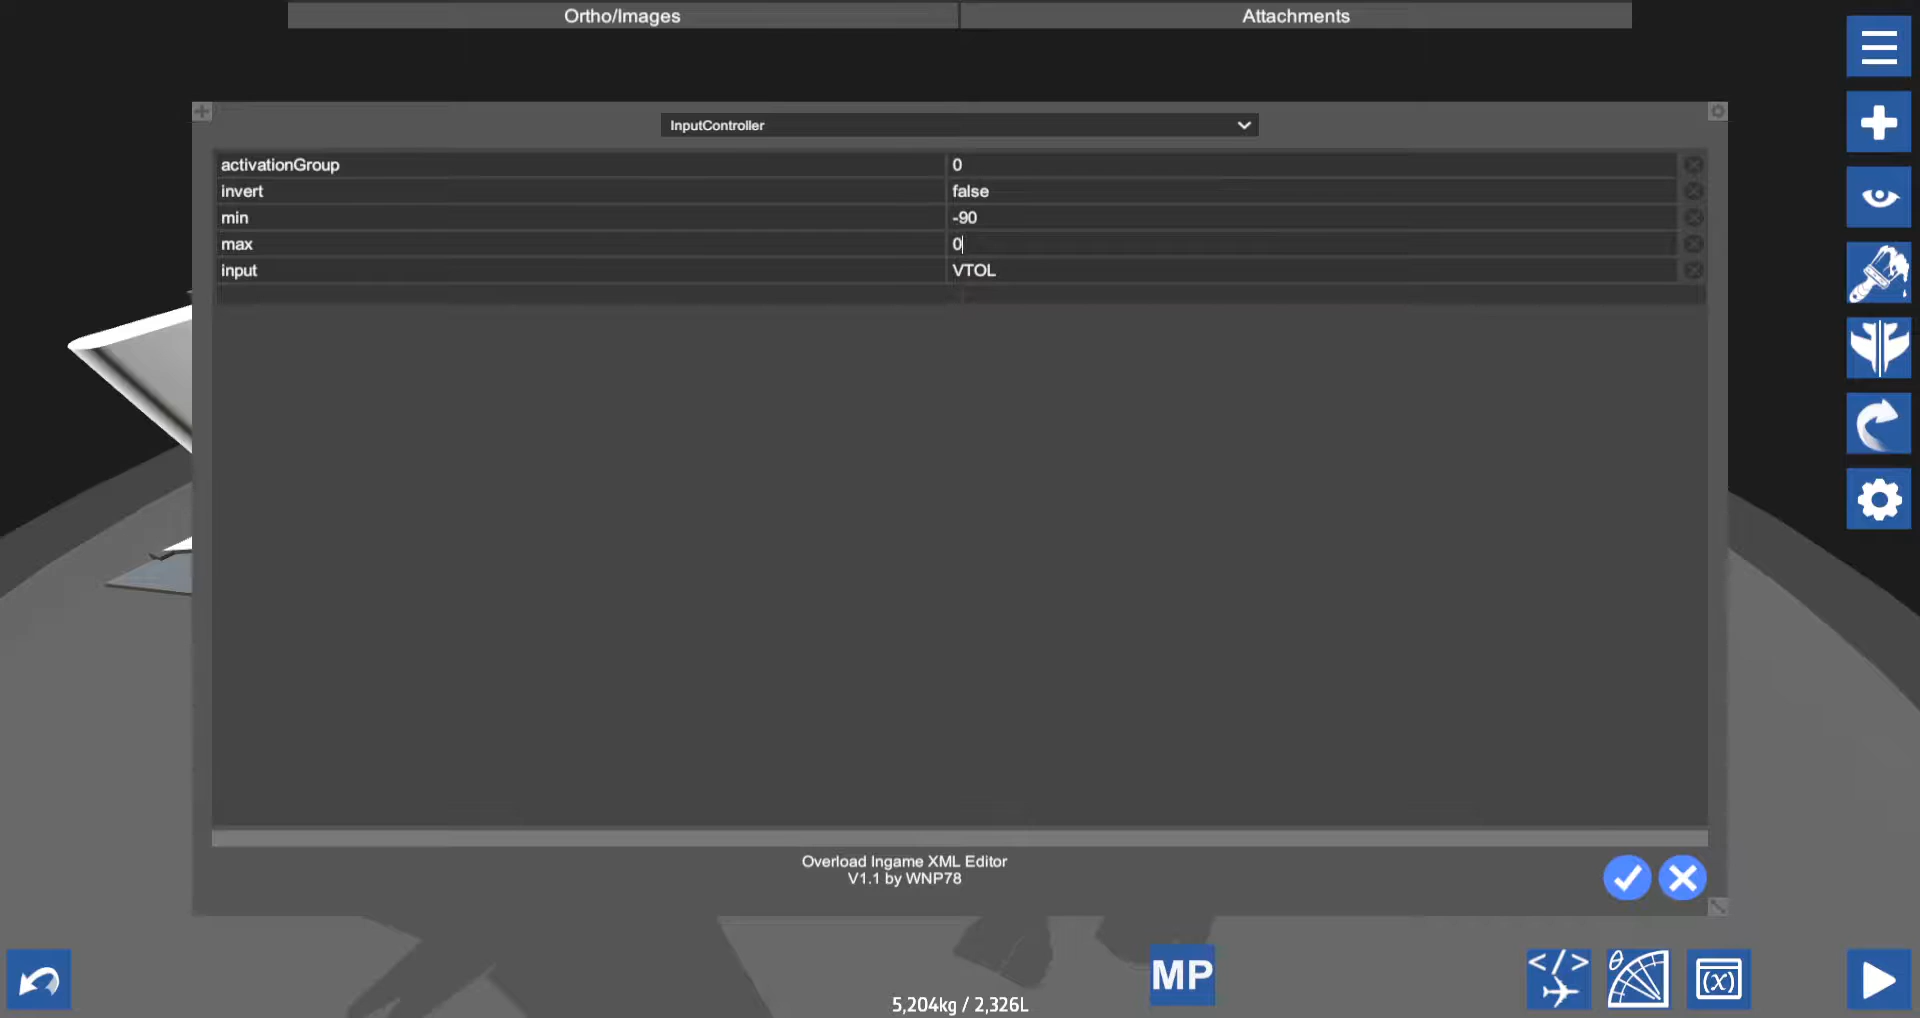 Ortho/Images
Attachments
InputController
activationGroup 0
invert false
min -90
max 0
input VTOL
Overload Ingame XML Editor
V1.1 by WNP78
MP
</>
θ
(x)
5,204kg / 2,326L